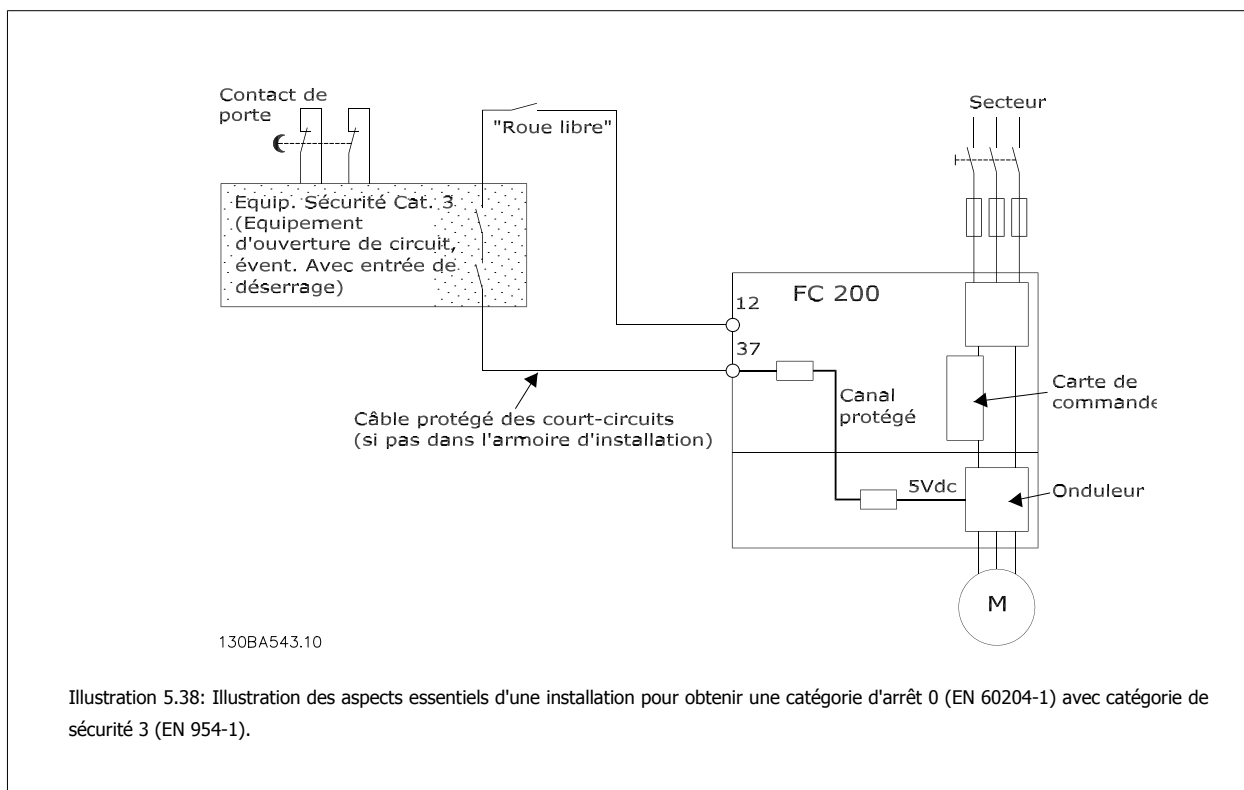 Contact de
porte
"Roue libre"
Secteur
Equip. Sécurité Cat. 3
(Equipement
d'ouverture de circuit,
évent. Avec entrée de
déserrage)
FC 200
12
37
Canal
protégé
Carte de
commande
Câble protégé des court-circuits
(si pas dans l'armoire d'installation)
5Vdc
Onduleur
M
130BA543.10
Illustration 5.38: Illustration des aspects essentiels d'une installation pour obtenir une catégorie d'arrêt 0 (EN 60204-1) avec catégorie de
sécurité 3 (EN 954-1).